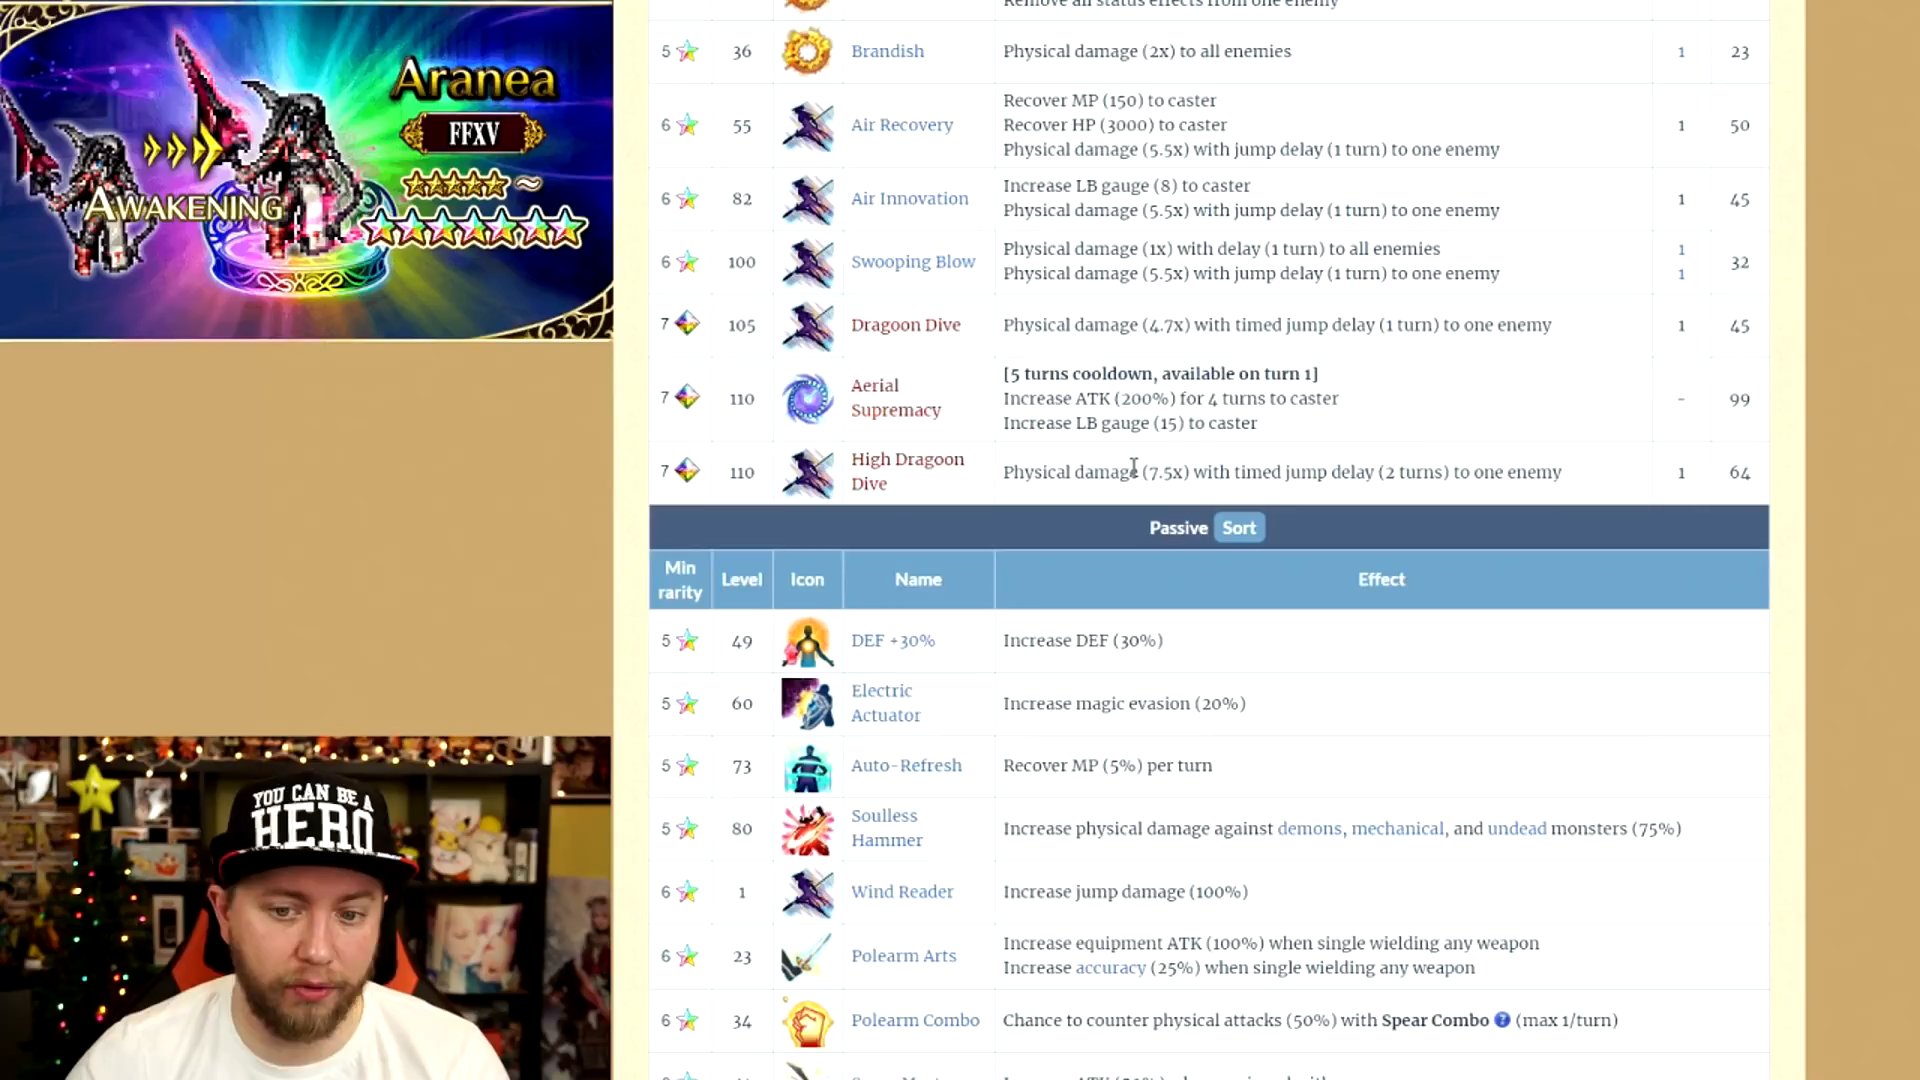 Aranea
FFXV
AWAKENING
YOU CAN BE A
HERO
Remove all status effects from one enemy
5 36 Brandish Physical damage (2x) to all enemies 1 23
6 55 Air Recovery Recover MP (150) to caster
Recover HP (3000) to caster
Physical damage (5.5x) with jump delay (1 turn) to one enemy 1 50
6 82 Air Innovation Increase LB gauge (8) to caster
Physical damage (5.5x) with jump delay (1 turn) to one enemy 1 45
6 100 Swooping Blow Physical damage (1x) with delay (1 turn) to all enemies 1
Physical damage (5.5x) with jump delay (1 turn) to one enemy 1 32
7 105 Dragoon Dive Physical damage (4.7x) with timed jump delay (1 turn) to one enemy 1 45
7 110 Aerial Supremacy [5 turns cooldown, available on turn 1]
Increase ATK (200%) for 4 turns to caster
Increase LB gauge (15) to caster - 99
7 110 High Dragoon Dive Physical damage (7.5x) with timed jump delay (2 turns) to one enemy 1 64
Passive Sort
Min rarity Level Icon Name Effect
5 49 DEF +30% Increase DEF (30%)
5 60 Electric Actuator Increase magic evasion (20%)
5 73 Auto-Refresh Recover MP (5%) per turn
5 80 Soulless Hammer Increase physical damage against demons, mechanical, and undead monsters (75%)
6 1 Wind Reader Increase jump damage (100%)
6 23 Polearm Arts Increase equipment ATK (100%) when single wielding any weapon
Increase accuracy (25%) when single wielding any weapon
6 34 Polearm Combo Chance to counter physical attacks (50%) with Spear Combo ? (max 1/turn)